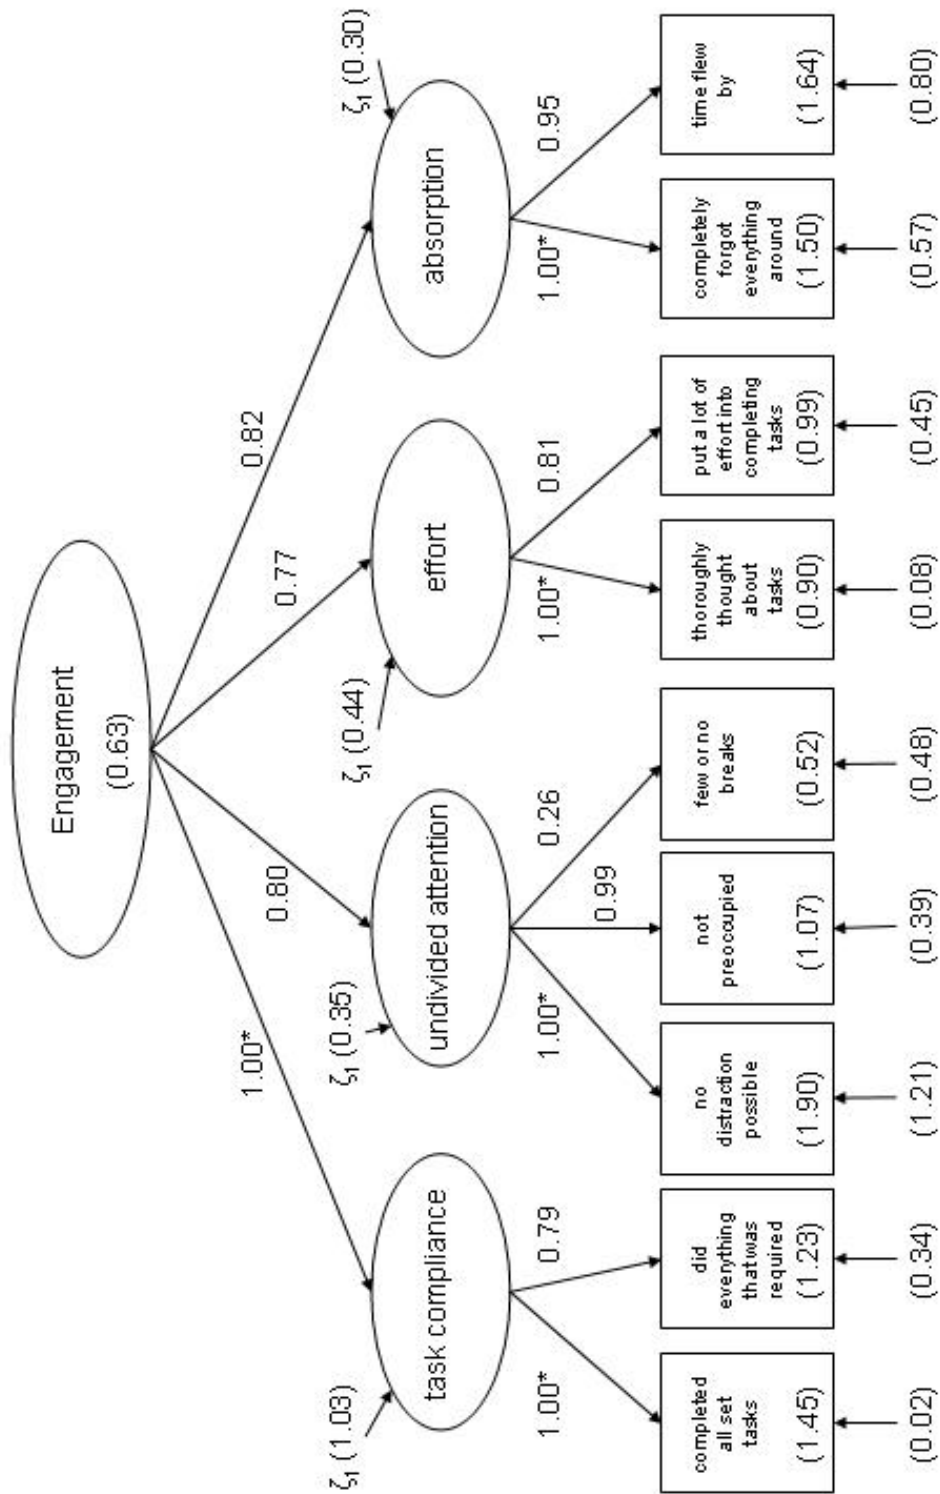 Engagement
(0.63)
1.00*
0.80
0.77
0.82
ζ1 (1.03)
task compliance
ζ1 (0.35)
undivided attention
ζ1 (0.44)
effort
ζ1 (0.30)
absorption
1.00*
0.79
1.00*
0.99
0.26
1.00*
0.81
1.00*
0.95
completed
all set
tasks
(1.45)
did
everything
that was
required
(1.23)
no
distraction
possible
(1.90)
not
preoccupied
(1.07)
few or no
breaks
(0.52)
thoroughly
thought
about
tasks
(0.90)
put a lot of
effort into
completing
tasks
(0.99)
completely
forgot
everything
around
(1.50)
time flew
by
(1.64)
(0.02)
(0.34)
(1.21)
(0.39)
(0.48)
(0.08)
(0.45)
(0.57)
(0.80)